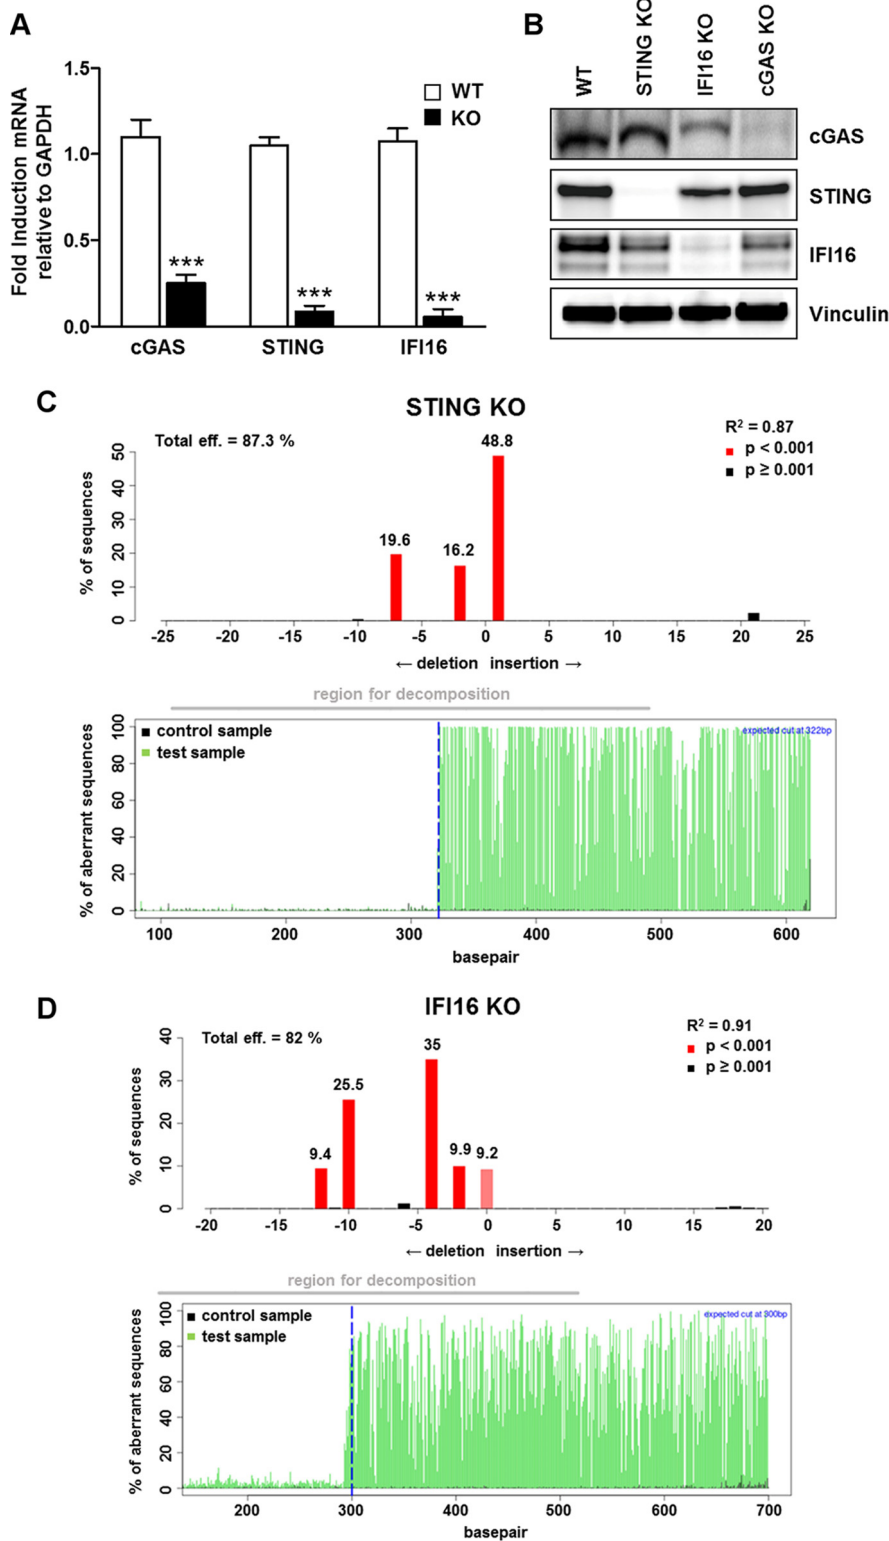 A
Fold Induction mRNA
relative to GAPDH
1.5
1.0
0.5
0.0
WT
KO
***
***
***
cGAS
STING
IFI16
B
WT
STING KO
IFI16 KO
cGAS KO
cGAS
STING
IFI16
Vinculin
C
STING KO
Total eff. = 87.3 %
R² = 0.87
p < 0.001
p ≥ 0.001
% of sequences
50
40
30
20
10
0
19.6
16.2
48.8
-25 -20 -15 -10 -5 0 5 10 15 20 25
← deletion insertion →
region for decomposition
control sample
test sample
expected cut at 322bp
% of aberrant sequences
100
80
60
40
20
0
100 200 300 400 500 600
basepair
D
IFI16 KO
Total eff. = 82 %
R² = 0.91
p < 0.001
p ≥ 0.001
% of sequences
40
30
20
10
0
9.4
25.5
35
9.9
9.2
-20 -15 -10 -5 0 5 10 15 20
← deletion insertion →
region for decomposition
control sample
test sample
expected cut at 300bp
% of aberrant sequences
100
80
60
40
20
0
200 300 400 500 600 700
basepair